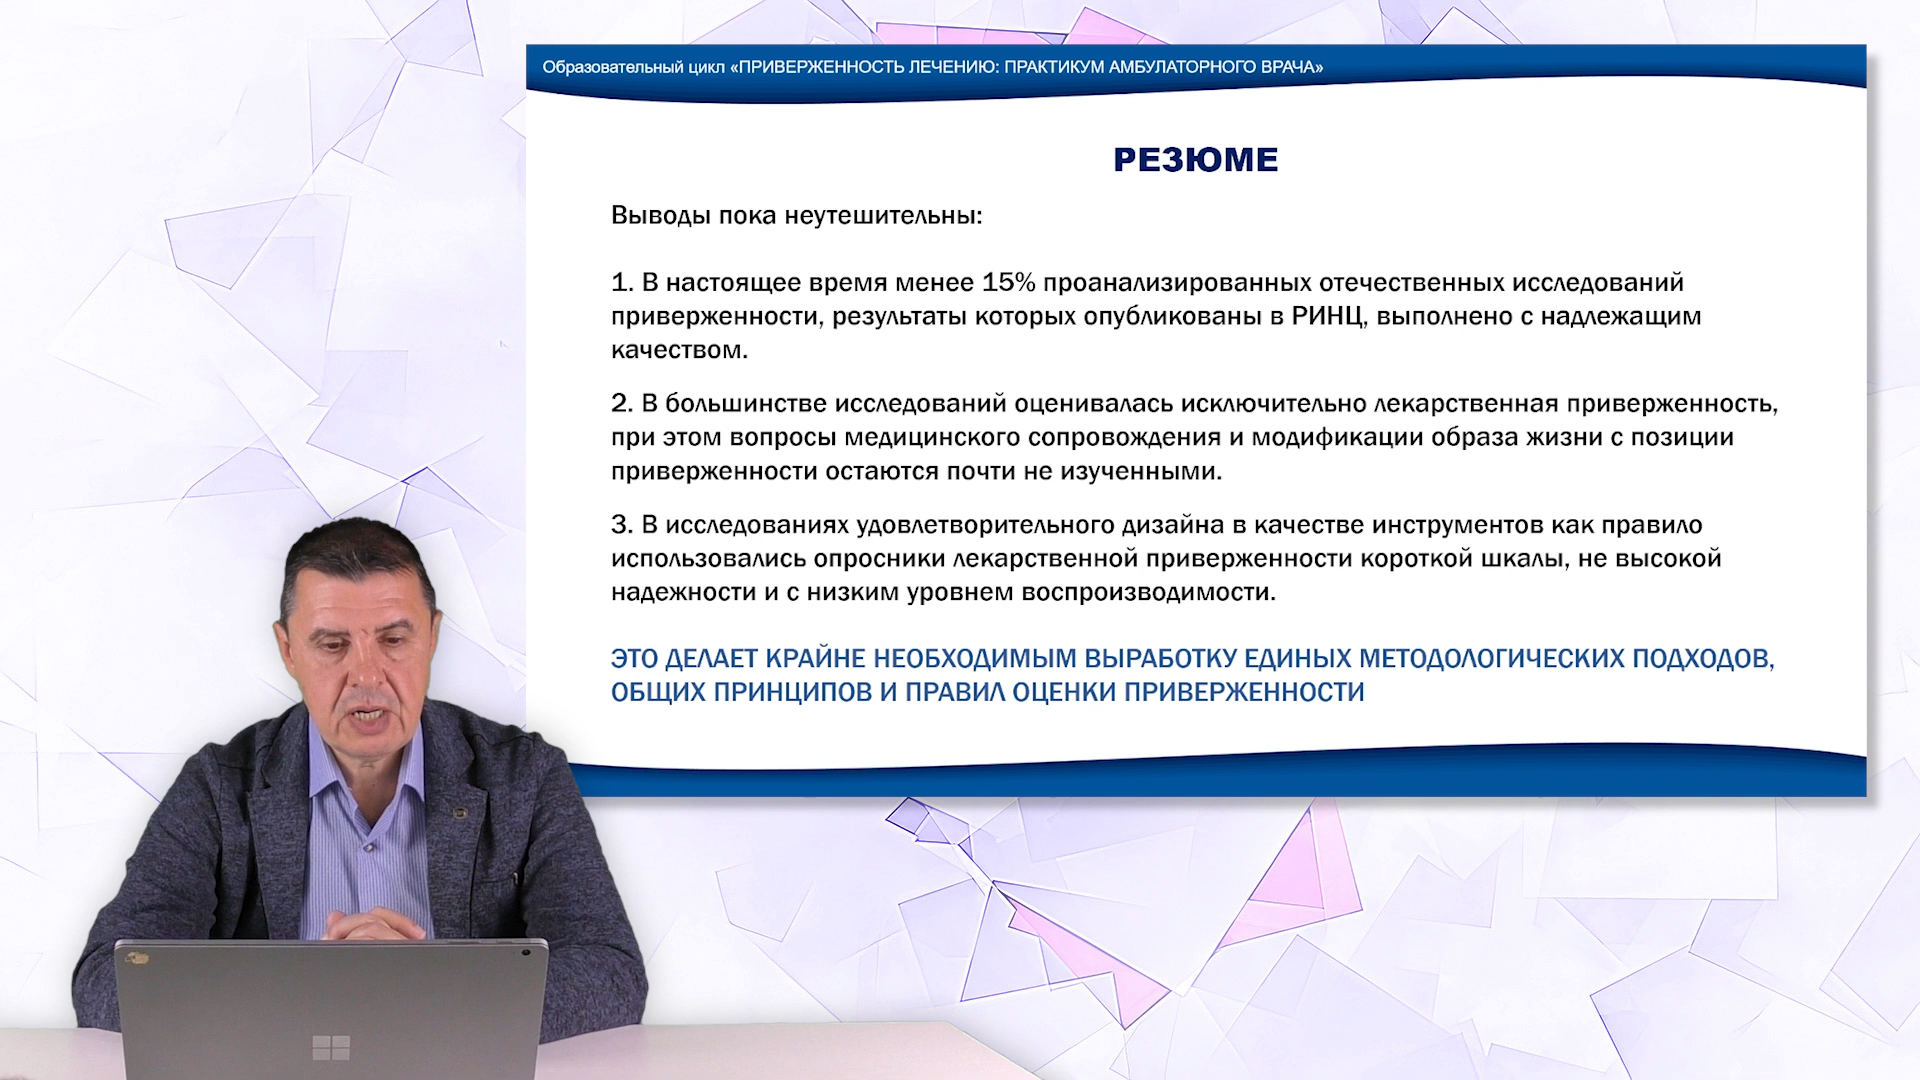 Образовательный цикл «ПРИВЕРЖЕННОСТЬ ЛЕЧЕНИЮ: ПРАКТИКУМ АМБУЛАТОРНОГО ВРАЧА»
РЕЗЮМЕ
Выводы пока неутешительны:
1. В настоящее время менее 15% проанализированных отечественных исследований
приверженности, результаты которых опубликованы в РИНЦ, выполнено с надлежащим
качеством.
2. В большинстве исследований оценивалась исключительно лекарственная приверженность,
при этом вопросы медицинского сопровождения и модификации образа жизни с позиции
приверженности остаются почти не изученными.
3. В исследованиях удовлетворительного дизайна в качестве инструментов как правило
использовались опросники лекарственной приверженности короткой шкалы, не высокой
надежности и с низким уровнем воспроизводимости.
ЭТО ДЕЛАЕТ КРАЙНЕ НЕОБХОДИМЫМ ВЫРАБОТКУ ЕДИНЫХ МЕТОДОЛОГИЧЕСКИХ ПОДХОДОВ,
ОБЩИХ ПРИНЦИПОВ И ПРАВИЛ ОЦЕНКИ ПРИВЕРЖЕННОСТИ